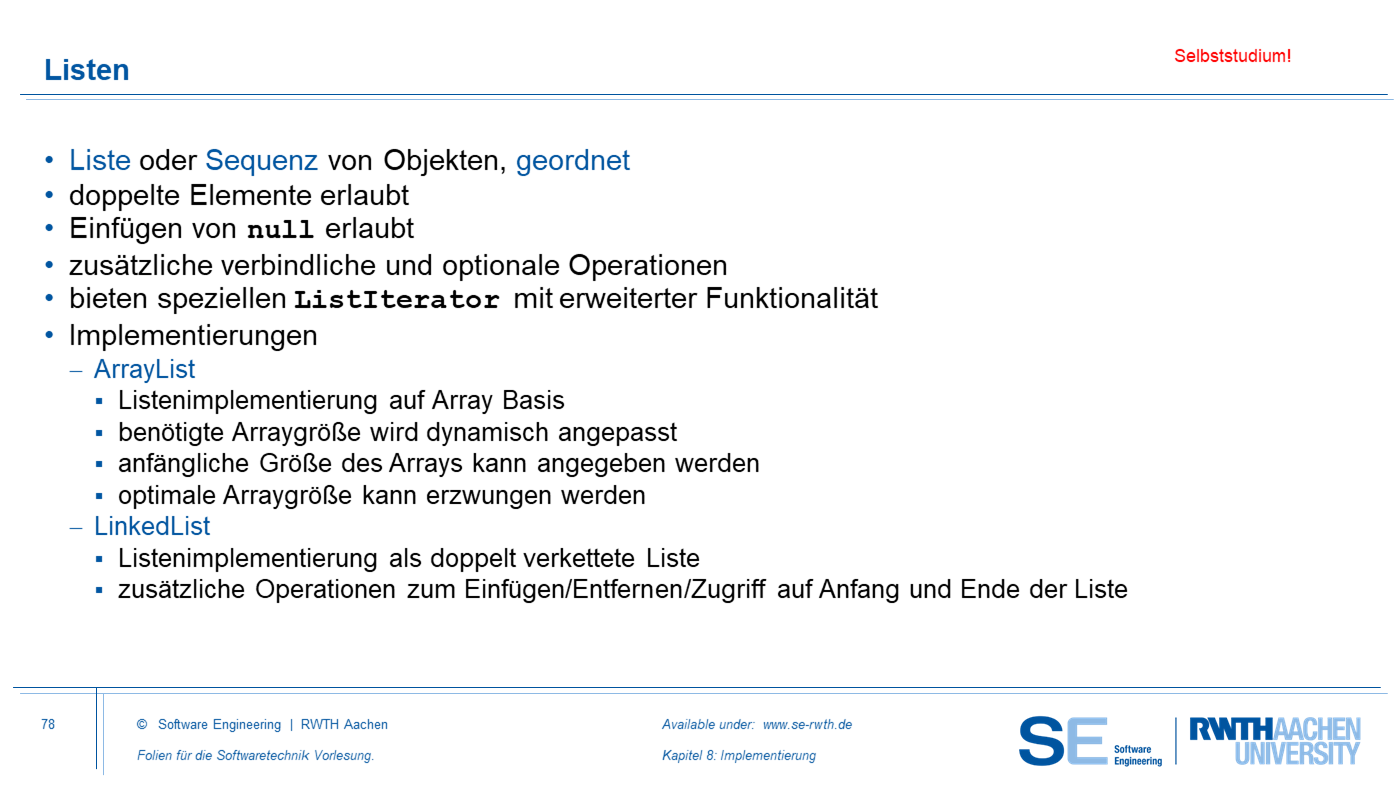 Listen
Selbststudium!
• Liste oder Sequenz von Objekten, geordnet
• doppelte Elemente erlaubt
• Einfügen von null erlaubt
• zusätzliche verbindliche und optionale Operationen
• bieten speziellen ListIterator mit erweiterter Funktionalität
• Implementierungen
– ArrayList
▪ Listenimplementierung auf Array Basis
▪ benötigte Arraygröße wird dynamisch angepasst
▪ anfängliche Größe des Arrays kann angegeben werden
▪ optimale Arraygröße kann erzwungen werden
– LinkedList
▪ Listenimplementierung als doppelt verkettete Liste
▪ zusätzliche Operationen zum Einfügen/Entfernen/Zugriff auf Anfang und Ende der Liste
78
© Software Engineering | RWTH Aachen
Folien für die Softwaretechnik Vorlesung.
Available under: www.se-rwth.de
Kapitel 8: Implementierung
SE Software
Engineering
RWTHAACHEN
UNIVERSITY